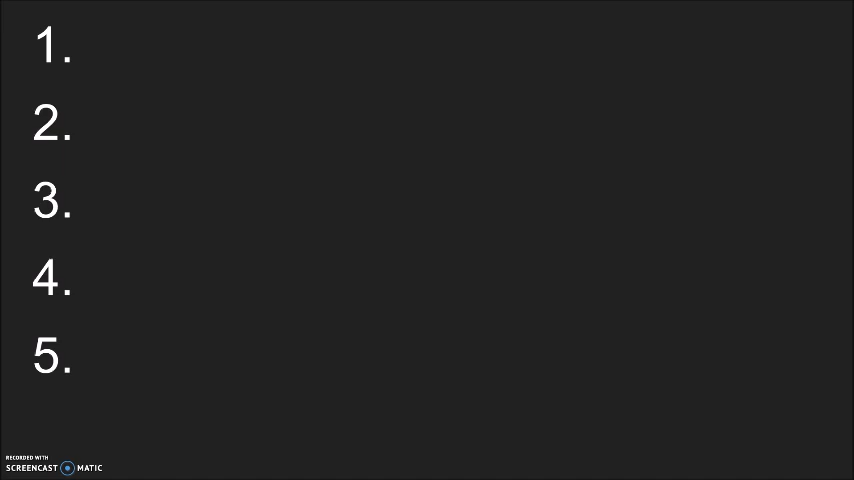 1.
2.
3.
4.
5.
RECORDED WITH
SCREENCAST MATIC